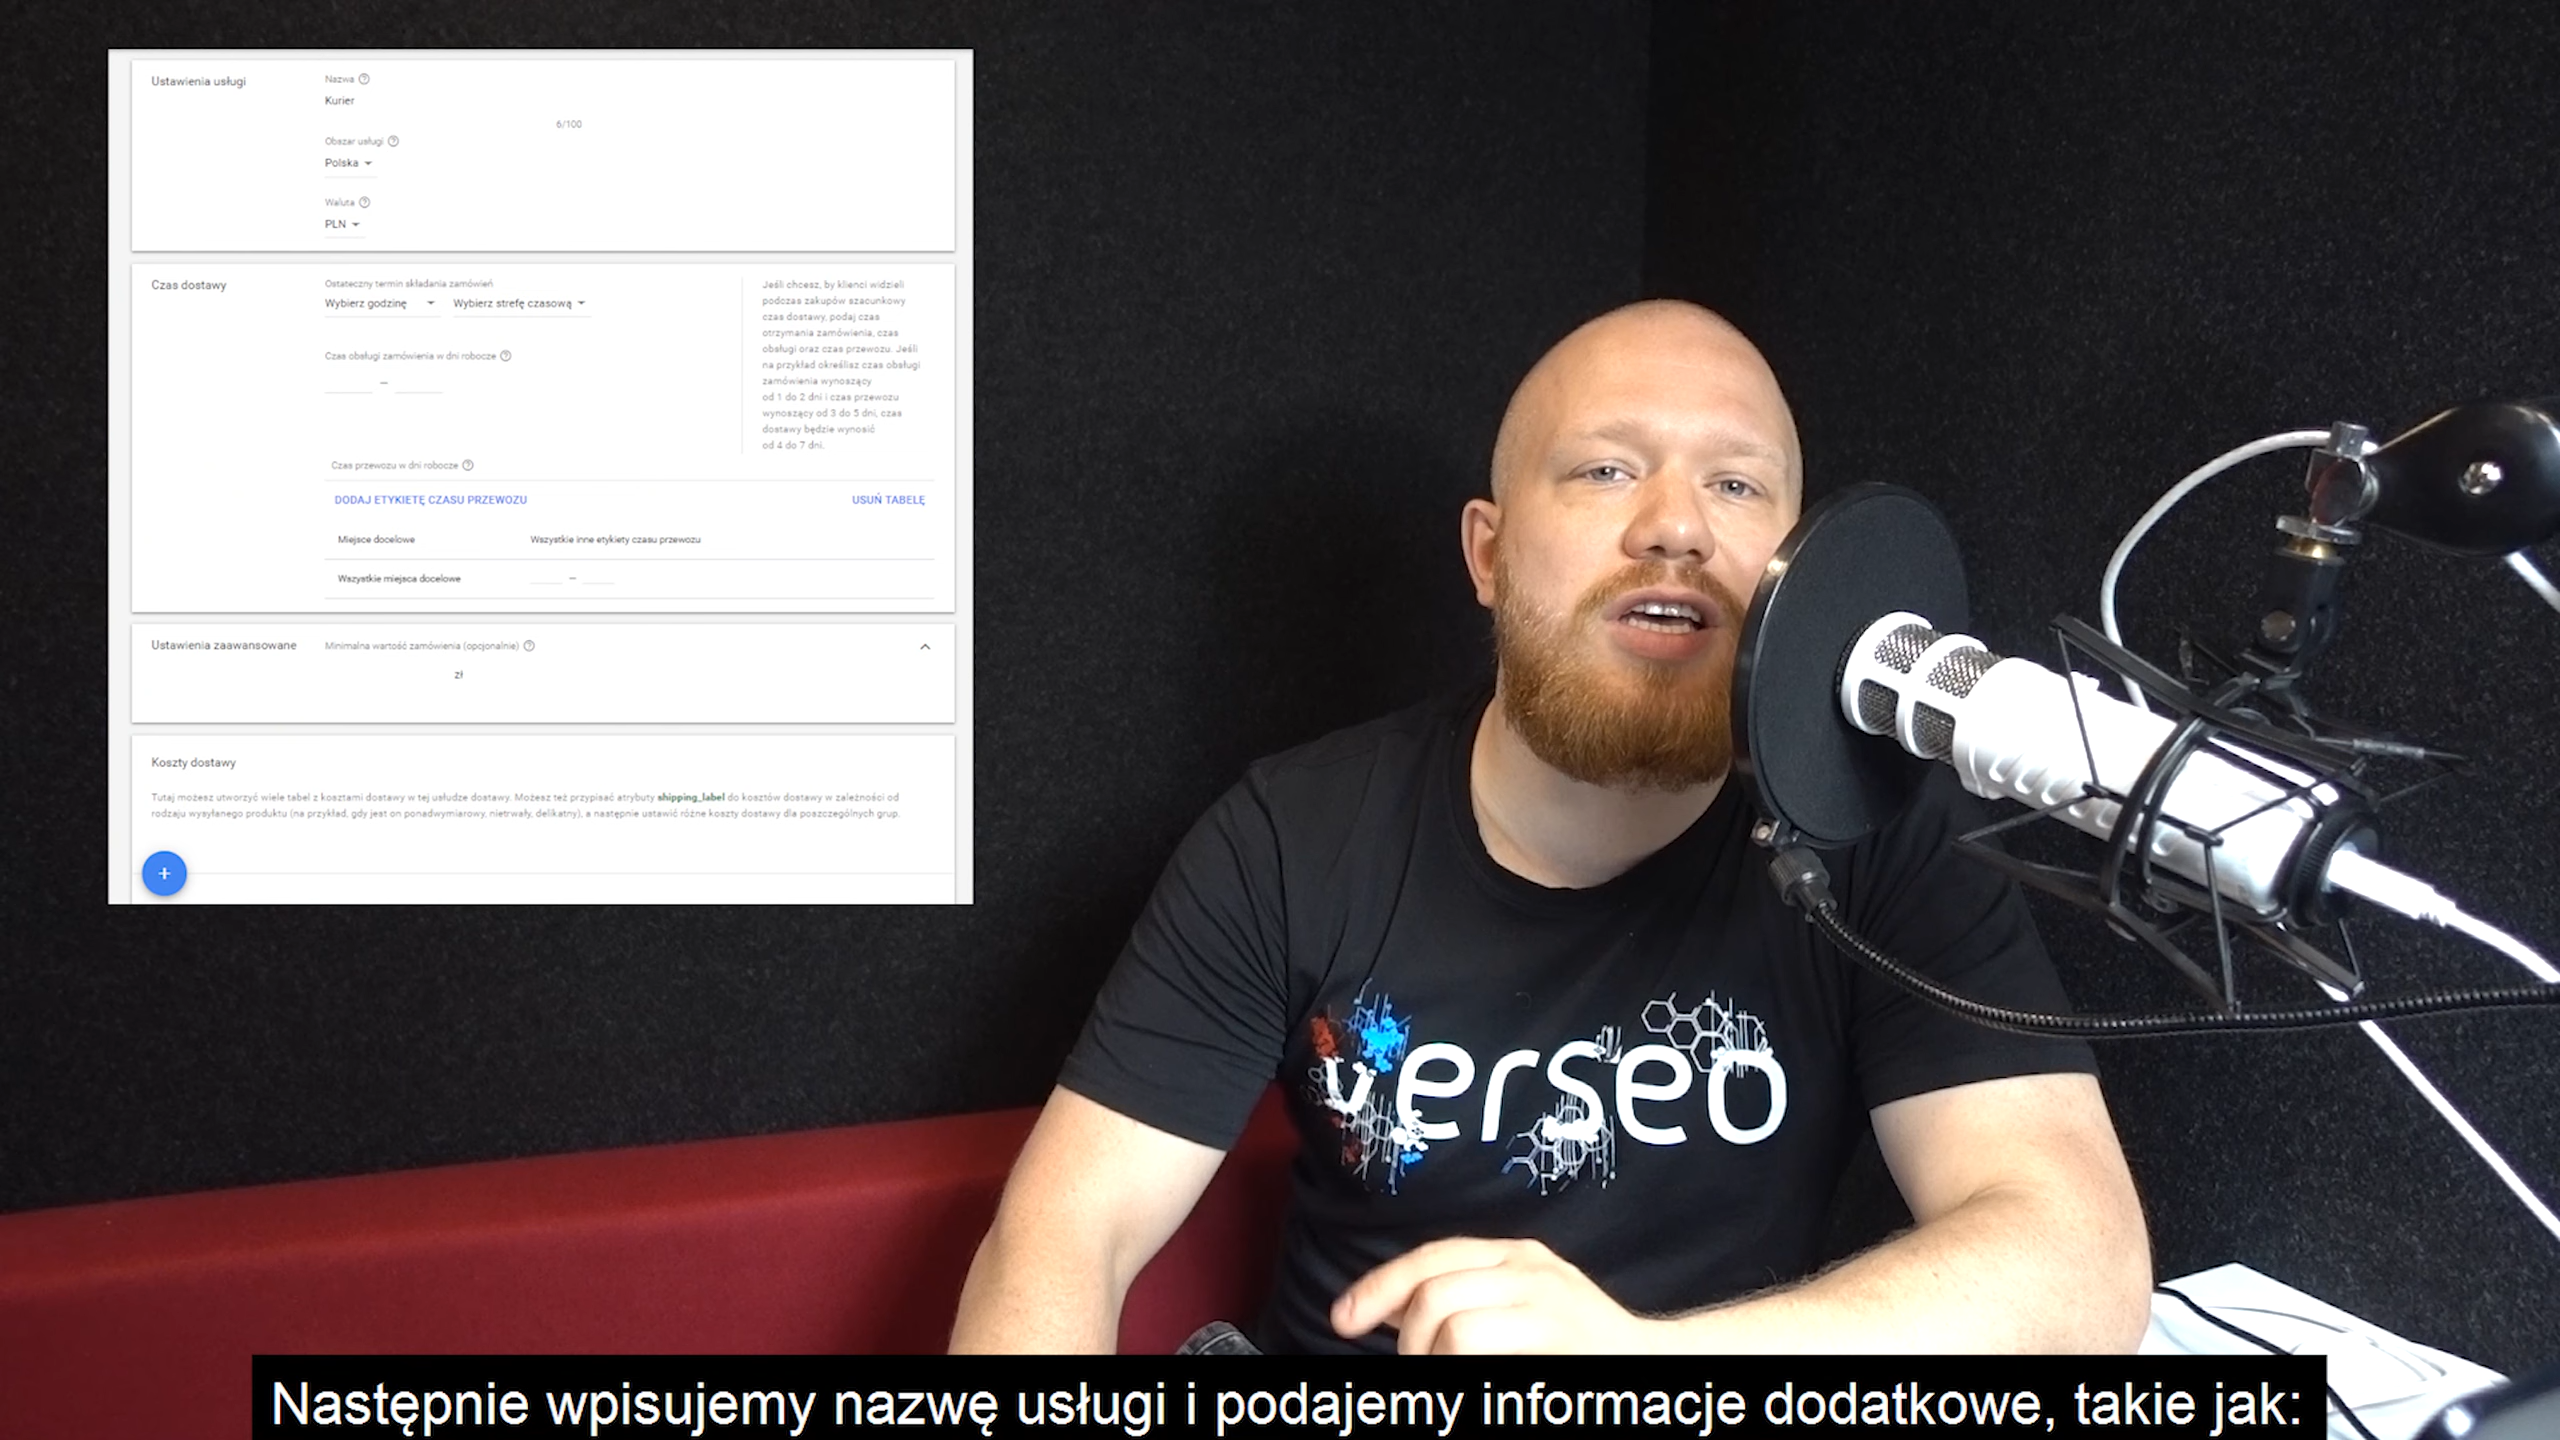 Ustawienia usługi
Nazwa
Kurier
6/100
Obszar usługi
Polska
Waluta
PLN
Czas dostawy
Ostateczny termin składania zamówień
Wybierz godzinę
Wybierz strefę czasową
Czas obsługi zamówienia w dni robocze
–
Jeśli chcesz, by klienci widzieli
podczas zakupów szacunkowy
czas dostawy, podaj czas
otrzymania zamówienia, czas
obsługi oraz czas przewozu. Jeśli
na przykład określisz czas obsługi
zamówienia wynoszący
od 1 do 2 dni i czas przewozu
wynoszący od 3 do 5 dni, czas
dostawy będzie wynosić
od 4 do 7 dni.
Czas przewozu w dni robocze
DODAJ ETYKIETĘ CZASU PRZEWOZU
USUŃ TABELĘ
Miejsce docelowe
Wszystkie inne etykiety czasu przewozu
Wszystkie miejsca docelowe
–
Ustawienia zaawansowane
Minimalna wartość zamówienia (opcjonalnie)
zł
Koszty dostawy
Tutaj możesz utworzyć wiele tabel z kosztami dostawy w tej usłudze dostawy. Możesz też przypisać atrybuty shipping_label do kosztów dostawy w zależności od
rodzaju wysyłanego produktu (na przykład, gdy jest on ponadwymiarowy, nietrwały, delikatny), a następnie ustawić różne koszty dostawy dla poszczególnych grup.
+
verseo
Następnie wpisujemy nazwę usługi i podajemy informacje dodatkowe, takie jak: